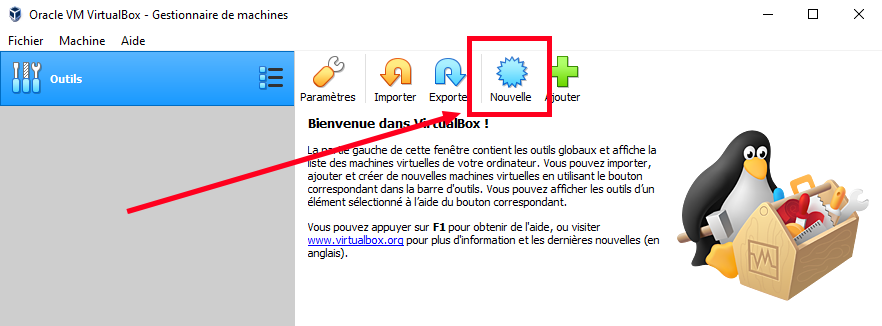 Oracle VM VirtualBox - Gestionnaire de machines
Fichier Machine Aide
Outils
Paramètres Importer Exporter Nouvelle Ajouter
Bienvenue dans VirtualBox !
La partie gauche de cette fenêtre contient les outils globaux et affiche la
liste des machines virtuelles de votre ordinateur. Vous pouvez importer,
ajouter et créer de nouvelles machines virtuelles en utilisant le bouton
correspondant dans la barre d'outils. Vous pouvez afficher les outils d'un
élément sélectionné à l'aide du bouton correspondant.
Vous pouvez appuyer sur F1 pour obtenir de l'aide, ou visiter
www.virtualbox.org pour plus d'information et les dernières nouvelles (en
anglais).